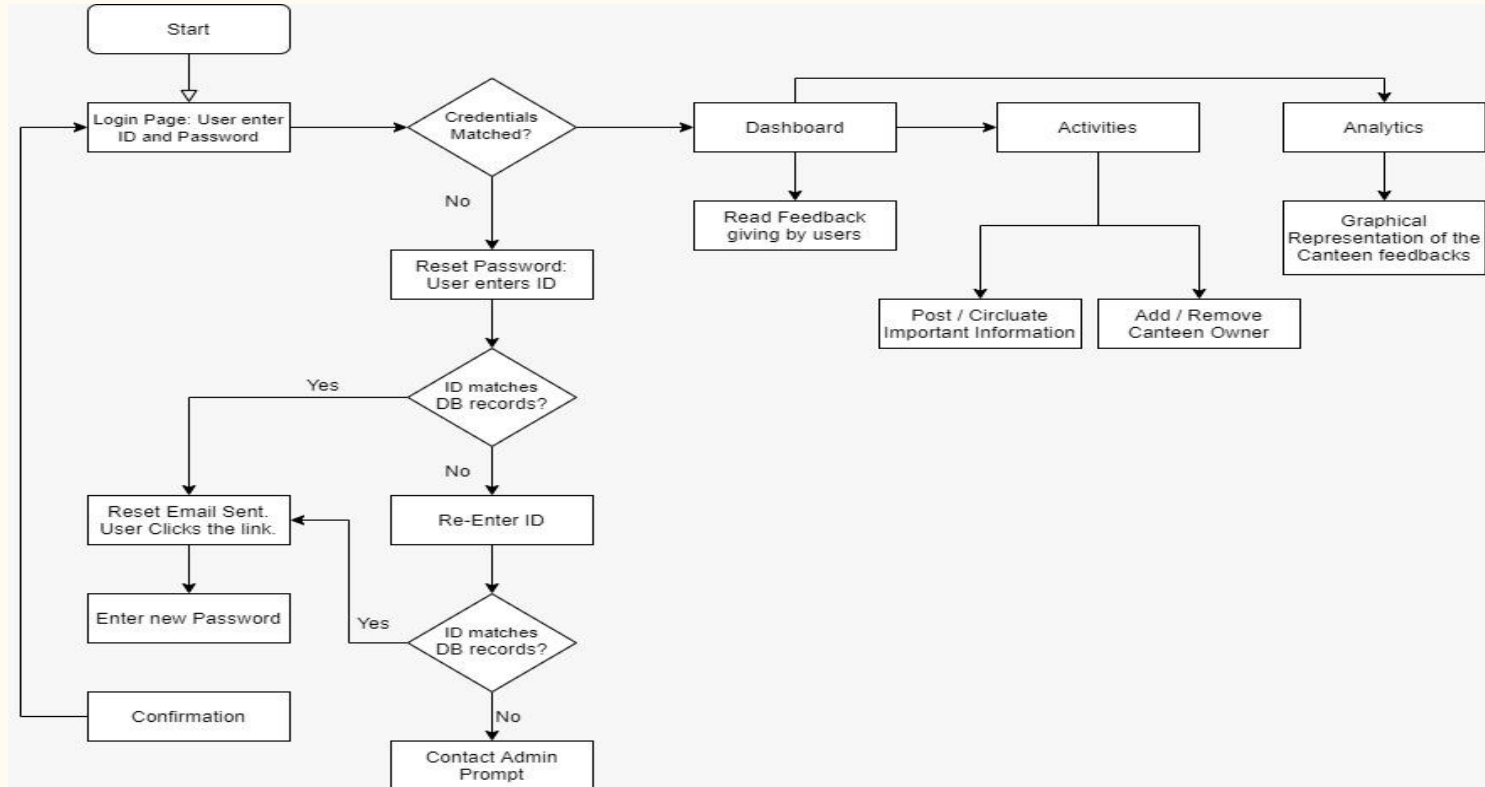 Start
Login Page: User enter
ID and Password
Credentials
Matched?
Dashboard
Activities
Analytics
No
Read Feedback
giving by users
Graphical
Representation of the
Canteen feedbacks
Reset Password:
User enters ID
Post / Circluate
Important Information
Add / Remove
Canteen Owner
Yes
ID matches
DB records?
No
Reset Email Sent.
User Clicks the link.
Re-Enter ID
Enter new Password
Yes
ID matches
DB records?
Confirmation
No
Contact Admin
Prompt